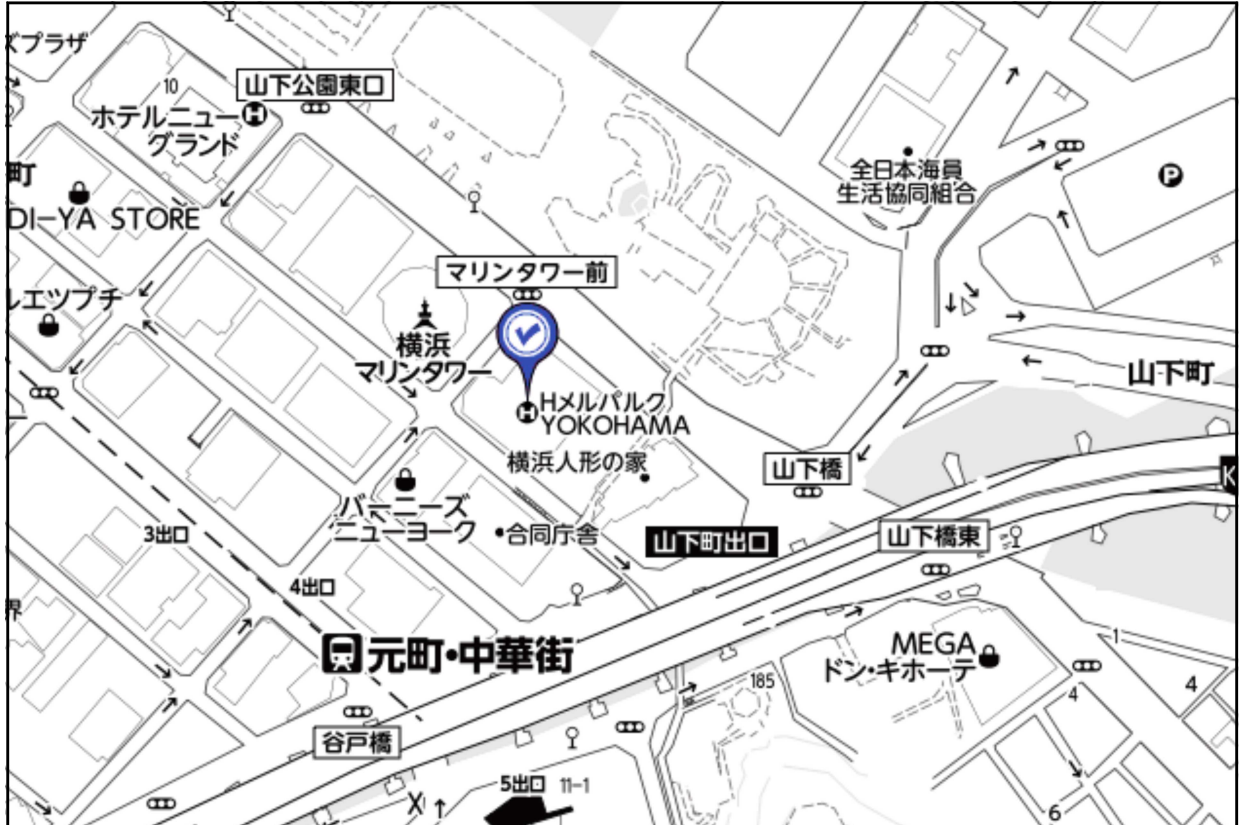 ズプラザ
10
山下公園東口
ホテルニュー
グランド
町
DI-YA STORE
全日本海員
生活協同組合
P
マリンタワー前
ルエツプチ
横浜
マリンタワー
Hメルパルク
YOKOHAMA
山下町
横浜人形の家
山下橋
バーニーズ
ニューヨーク
•合同庁舎
山下町出口
山下橋東
K
3出口
4出口
界
元町・中華街
MEGA
ドン・キホーテ
1
185
4
4
谷戸橋
5出口
11-1
6